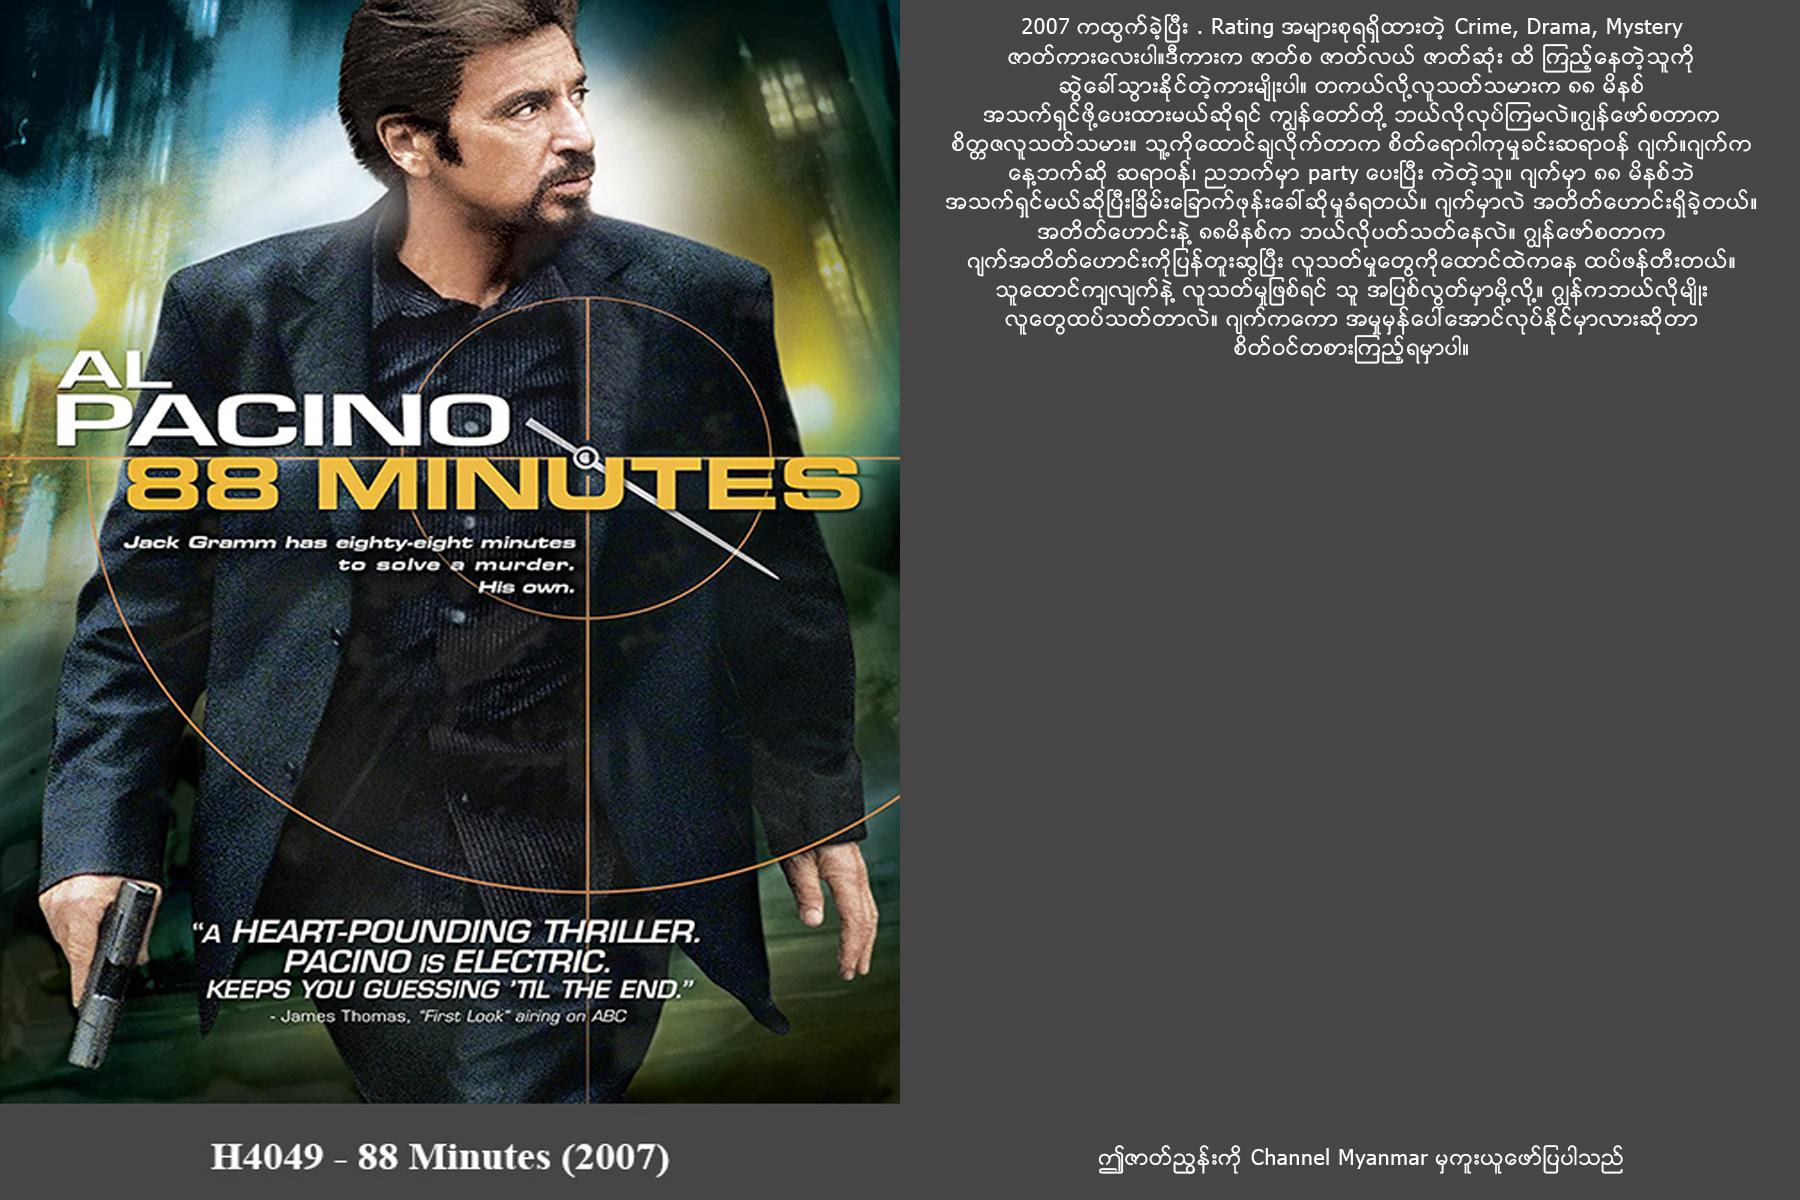 AL
PACINO
88 MINUTES
Jack Gramm has eighty-eight minutes
to solve a murder.
His own.
“A HEART-POUNDING THRILLER.
PACINO IS ELECTRIC.
KEEPS YOU GUESSING 'TIL THE END.”
- James Thomas, “First Look” airing on ABC
H4049 - 88 Minutes (2007)
2007 ကထွက်ခဲ့ပြီး . Rating အများစုရရှိထားတဲ့ Crime, Drama, Mystery
ဇာတ်ကားလေးပါ။ဒီကားက ဇာတ်စ ဇာတ်လယ် ဇာတ်ဆုံး ထိ ကြည့်နေတဲ့သူကို
ဆွဲခေါ်သွားနိုင်တဲ့ကားမျိုးပါ။ တကယ်လို့လူသတ်သမားက ၈၈ မိနစ်
အသက်ရှင်ဖို့ပေးထားမယ်ဆိုရင် ကျွန်တော်တို့ ဘယ်လိုလုပ်ကြမလဲ။ဂျွန်ဖော်စတာက
စိတ္တဇလူသတ်သမား။ သူ့ကိုထောင်ချလိုက်တာက စိတ်ရောဂါကုမှုခင်းဆရာဝန် ဂျက်။ဂျက်က
နေ့ဘက်ဆို ဆရာဝန်၊ ညဘက်မှာ party ပေးပြီး ကဲတဲ့သူ။ ဂျက်မှာ ၈၈ မိနစ်ဘဲ
အသက်ရှင်မယ်ဆိုပြီးခြိမ်းခြောက်ဖုန်းခေါ်ဆိုမှုခံရတယ်။ ဂျက်မှာလဲ အတိတ်ဟောင်းရှိခဲ့တယ်။
အတိတ်ဟောင်းနဲ့ ၈၈မိနစ်က ဘယ်လိုပတ်သတ်နေလဲ။ ဂျွန်ဖော်စတာက
ဂျက်အတိတ်ဟောင်းကိုပြန်တူးဆွပြီး လူသတ်မှုတွေကိုထောင်ထဲကနေ ထပ်ဖန်တီးတယ်။
သူထောင်ကျလျက်နဲ့ လူသတ်မှုဖြစ်ရင် သူ အပြစ်လွတ်မှာမို့လို့။ ဂျွန်ကဘယ်လိုမျိုး
လူတွေထပ်သတ်တာလဲ။ ဂျက်ကကော အမှုမှန်ပေါ်အောင်လုပ်နိုင်မှာလားဆိုတာ
စိတ်ဝင်တစားကြည့်ရမှာပါ။
ဤဇာတ်ညွှန်းကို Channel Myanmar မှကူးယူဖော်ပြပါသည်